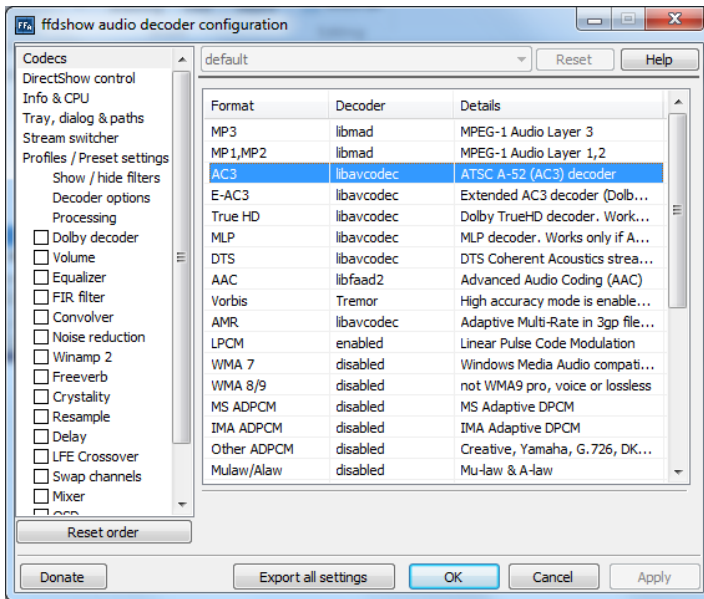 FFA ffdshow audio decoder configuration
Codecs
DirectShow control
Info & CPU
Tray, dialog & paths
Stream switcher
Profiles / Preset settings
Show / hide filters
Decoder options
Processing
Dolby decoder
Volume
Equalizer
FIR filter
Convolver
Noise reduction
Winamp 2
Freeverb
Crystality
Resample
Delay
LFE Crossover
Swap channels
Mixer
OSD
Reset order
default Reset Help
Format Decoder Details
MP3 libmad MPEG-1 Audio Layer 3
MP1,MP2 libmad MPEG-1 Audio Layer 1,2
AC3 libavcodec ATSC A-52 (AC3) decoder
E-AC3 libavcodec Extended AC3 decoder (Dolb...
True HD libavcodec Dolby TrueHD decoder. Work...
MLP libavcodec MLP decoder. Works only if A...
DTS libavcodec DTS Coherent Acoustics strea...
AAC libfaad2 Advanced Audio Coding (AAC)
Vorbis Tremor High accuracy mode is enable...
AMR libavcodec Adaptive Multi-Rate in 3gp file...
LPCM enabled Linear Pulse Code Modulation
WMA 7 disabled Windows Media Audio compati...
WMA 8/9 disabled not WMA9 pro, voice or lossless
MS ADPCM disabled MS Adaptive DPCM
IMA ADPCM disabled IMA Adaptive DPCM
Other ADPCM disabled Creative, Yamaha, G.726, DK...
Mulaw/Alaw disabled Mu-law & A-law
Donate Export all settings OK Cancel Apply